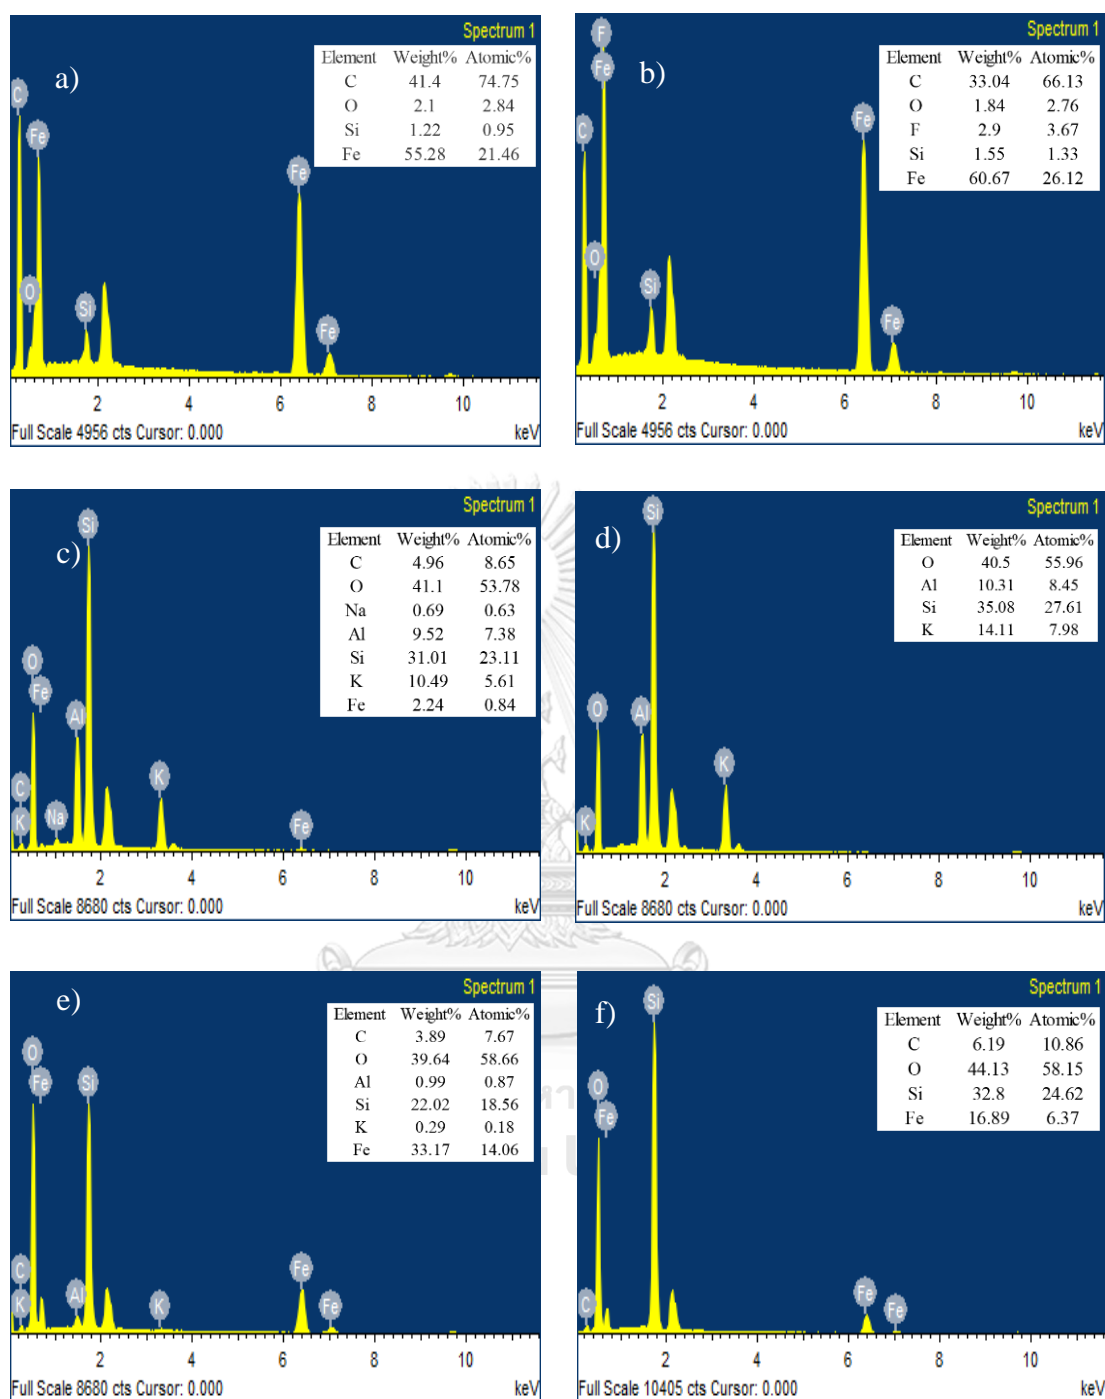 Spectrum 1
a)
Element Weight% Atomic%
C 41.4 74.75
O 2.1 2.84
Si 1.22 0.95
Fe 55.28 21.46
C
Fe
O
Si
Fe
Fe
2 4 6 8 10
Full Scale 4956 cts Cursor: 0.000 keV
Spectrum 1
b)
Element Weight% Atomic%
C 33.04 66.13
O 1.84 2.76
F 2.9 3.67
Si 1.55 1.33
Fe 60.67 26.12
F
Fe
C
O
Si
Fe
Fe
2 4 6 8 10
Full Scale 4956 cts Cursor: 0.000 keV
Spectrum 1
c)
Element Weight% Atomic%
C 4.96 8.65
O 41.1 53.78
Na 0.69 0.63
Al 9.52 7.38
Si 31.01 23.11
K 10.49 5.61
Fe 2.24 0.84
Si
O
Fe
Al
C
K
Na
K
Fe
2 4 6 8 10
Full Scale 8680 cts Cursor: 0.000 keV
Spectrum 1
d)
Element Weight% Atomic%
O 40.5 55.96
Al 10.31 8.45
Si 35.08 27.61
K 14.11 7.98
Si
O
Al
K
K
2 4 6 8 10
Full Scale 8680 cts Cursor: 0.000 keV
Spectrum 1
e)
Element Weight% Atomic%
C 3.89 7.67
O 39.64 58.66
Al 0.99 0.87
Si 22.02 18.56
K 0.29 0.18
Fe 33.17 14.06
O
Fe
Si
C
K
Al
K
Fe
Fe
2 4 6 8 10
Full Scale 8680 cts Cursor: 0.000 keV
Spectrum 1
f)
Element Weight% Atomic%
C 6.19 10.86
O 44.13 58.15
Si 32.8 24.62
Fe 16.89 6.37
Si
O
Fe
C
Fe
Fe
2 4 6 8 10
Full Scale 10405 cts Cursor: 0.000 keV